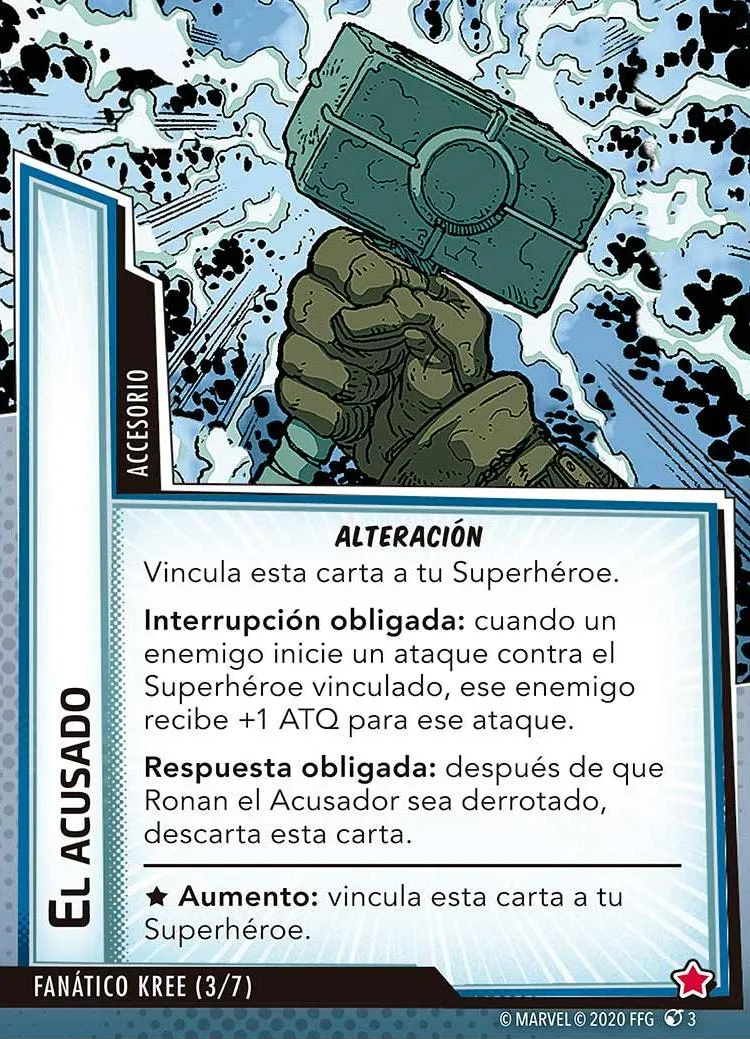 ACCESORIO
EL ACUSADO
ALTERACIÓN
Vincula esta carta a tu Superhéroe.
Interrupción obligada: cuando un
enemigo inicie un ataque contra el
Superhéroe vinculado, ese enemigo
recibe +1 ATQ para ese ataque.
Respuesta obligada: después de que
Ronan el Acusador sea derrotado,
descarta esta carta.
★ Aumento: vincula esta carta a tu
Superhéroe.
FANÁTICO KREE (3/7)
© MARVEL © 2020 FFG 3